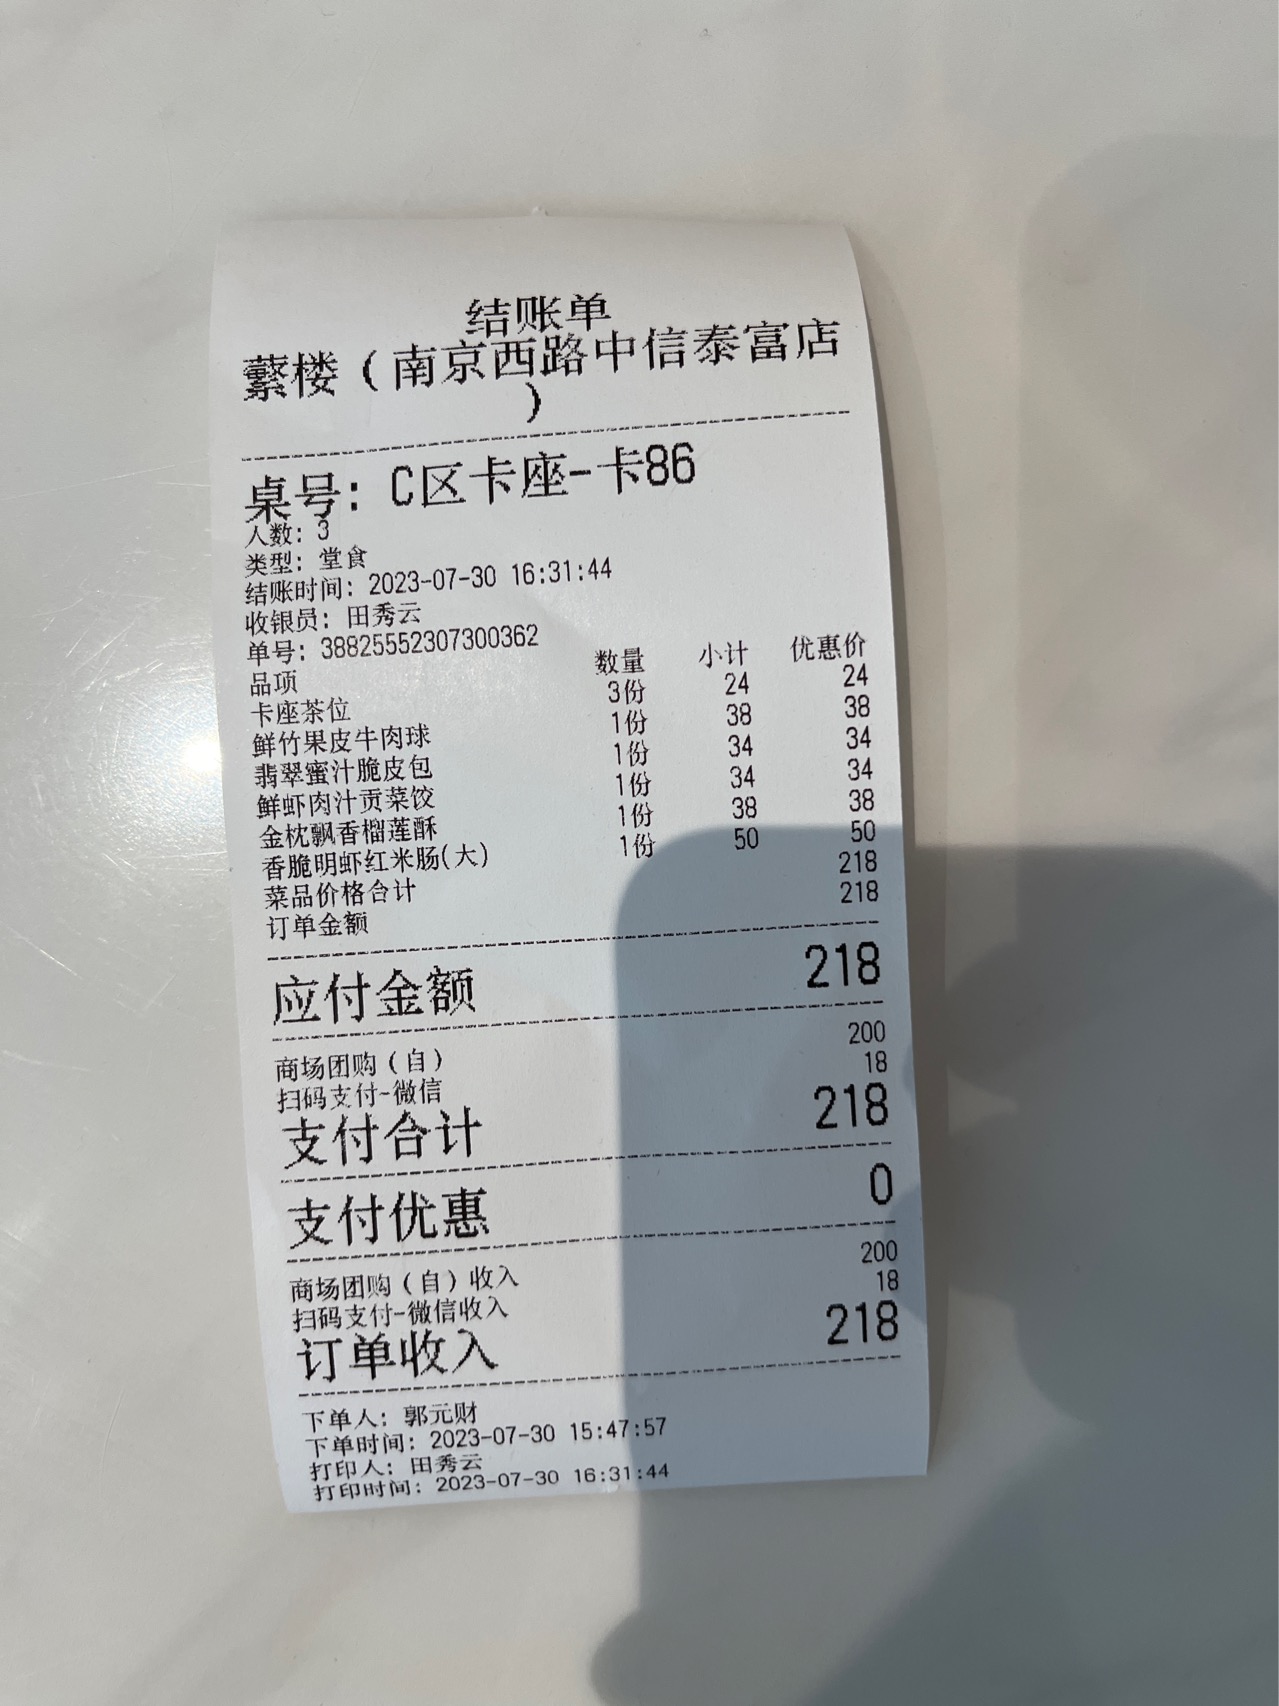 结账单
蘩楼（南京西路中信泰富店
）
桌号: C区卡座-卡86
人数: 3
类型: 堂食
结账时间: 2023-07-30 16:31:44
收银员: 田秀云
单号: 38825552307300362
品项 数量 小计 优惠价
卡座茶位 3份 24 24
鲜竹果皮牛肉球 1份 38 38
翡翠蜜汁脆皮包 1份 34 34
鲜虾肉汁贡菜饺 1份 34 34
金枕飘香榴莲酥 1份 38 38
香脆明虾红米肠(大) 1份 50 50
菜品价格合计 218
订单金额 218
应付金额 218
商场团购（自） 200
扫码支付-微信 18
支付合计 218
支付优惠 0
商场团购（自）收入 200
扫码支付-微信收入 18
订单收入 218
下单人: 郭元财
下单时间: 2023-07-30 15:47:57
打印人: 田秀云
打印时间: 2023-07-30 16:31:44